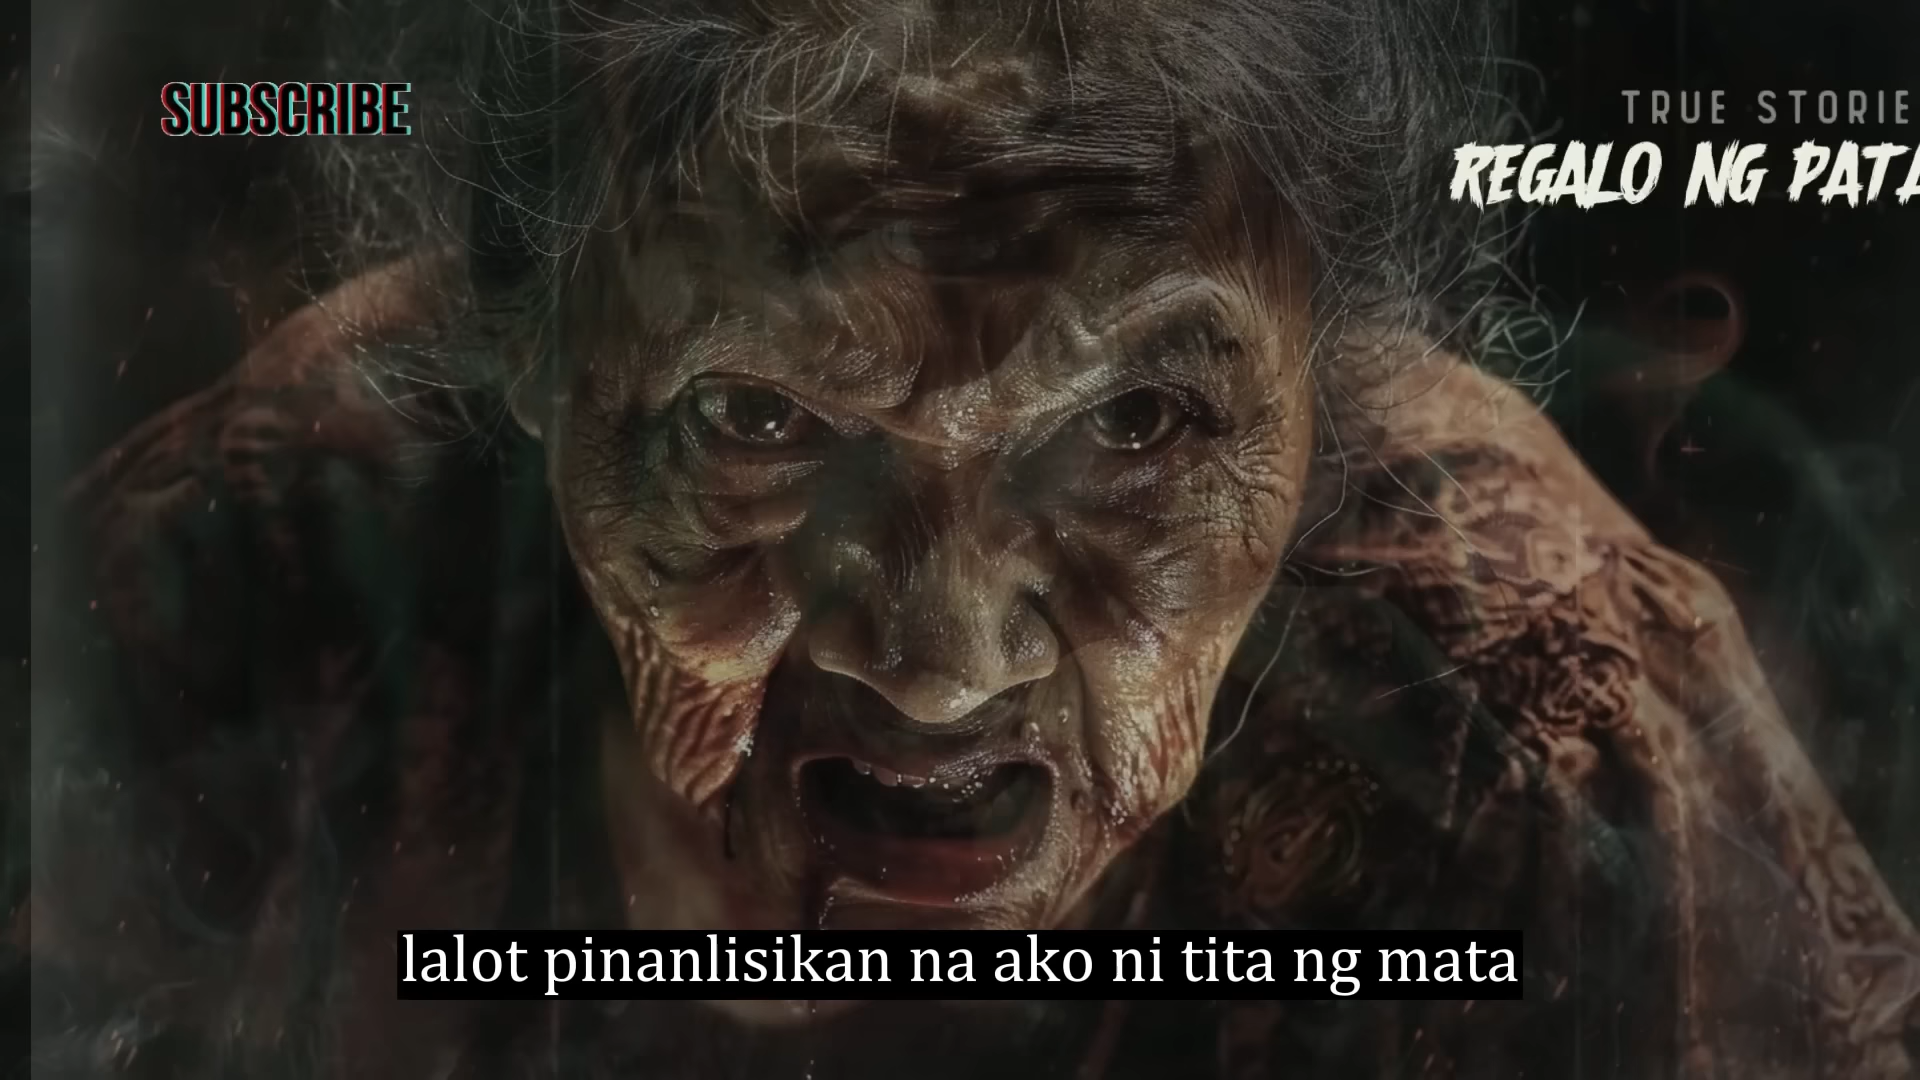 SUBSCRIBE
TRUE STORIE
REGALO NG PATA
lalot pinanlisikan na ako ni tita ng mata